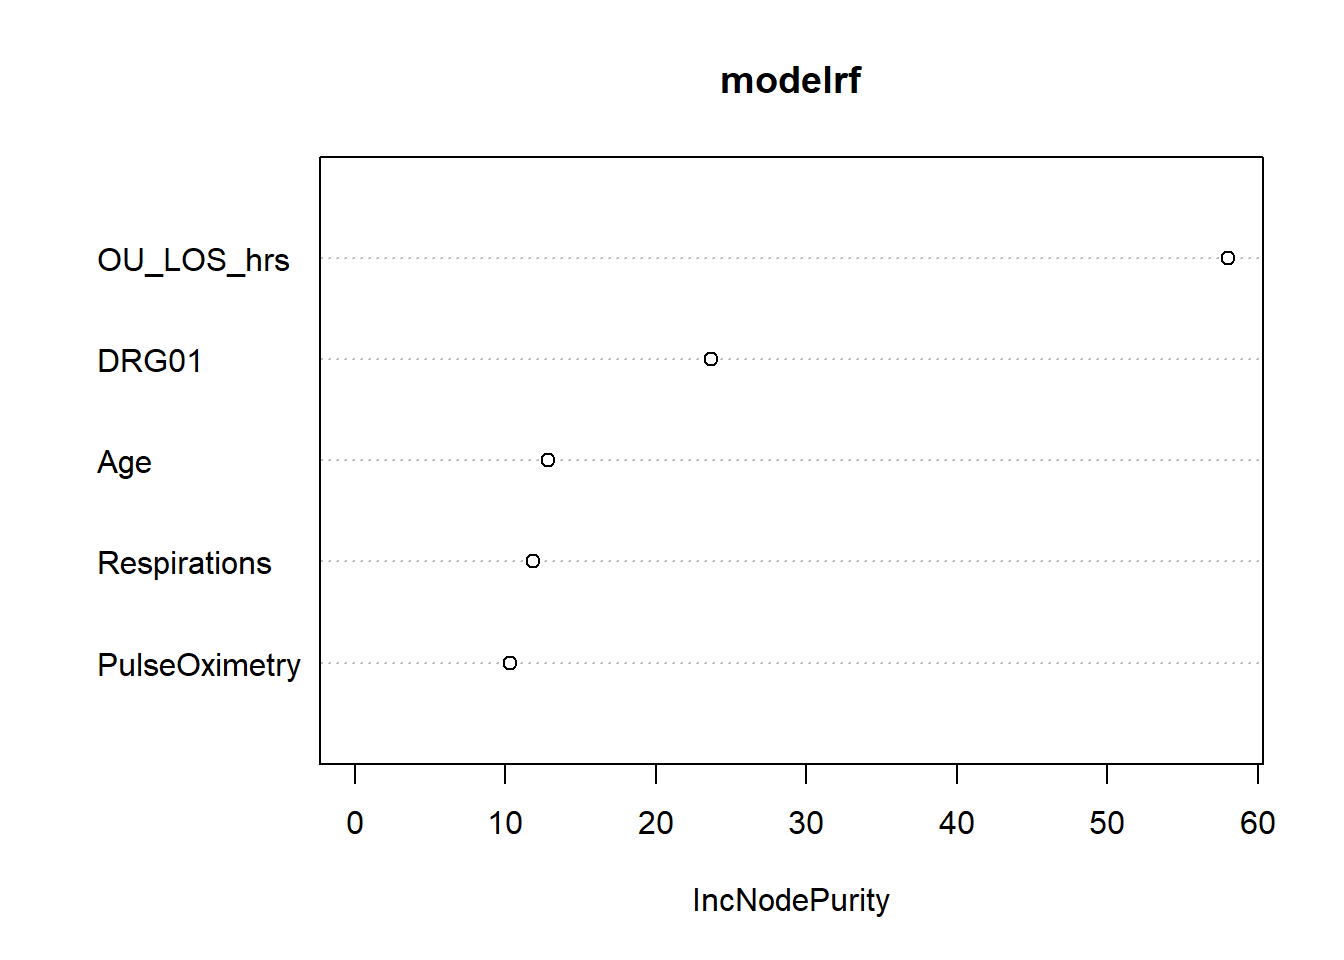 modelrf
OU_LOS_hrs
DRG01
Age
Respirations
PulseOximetry
0 10 20 30 40 50 60
IncNodePurity